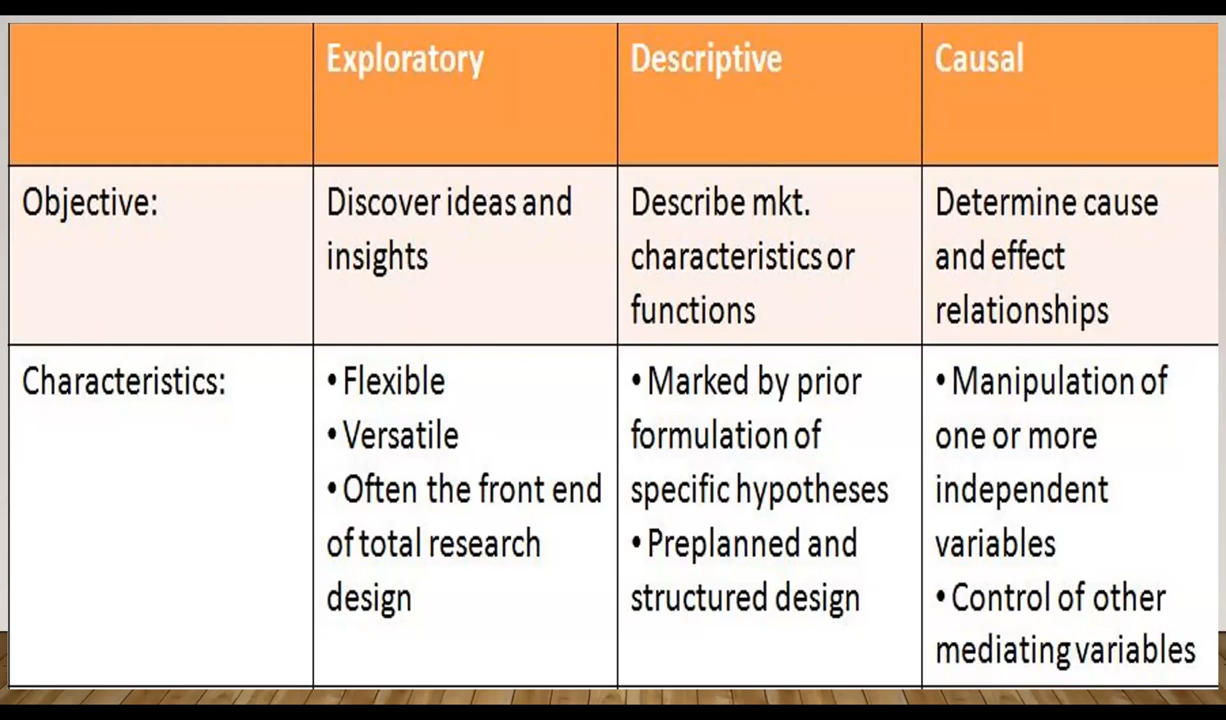 Exploratory
Descriptive
Causal
Objective:
Discover ideas and
insights
Describe mkt.
characteristics or
functions
Determine cause
and effect
relationships
Characteristics:
• Flexible
• Versatile
• Often the front end
of total research
design
• Marked by prior
formulation of
specific hypotheses
• Preplanned and
structured design
• Manipulation of
one or more
independent
variables
• Control of other
mediating variables